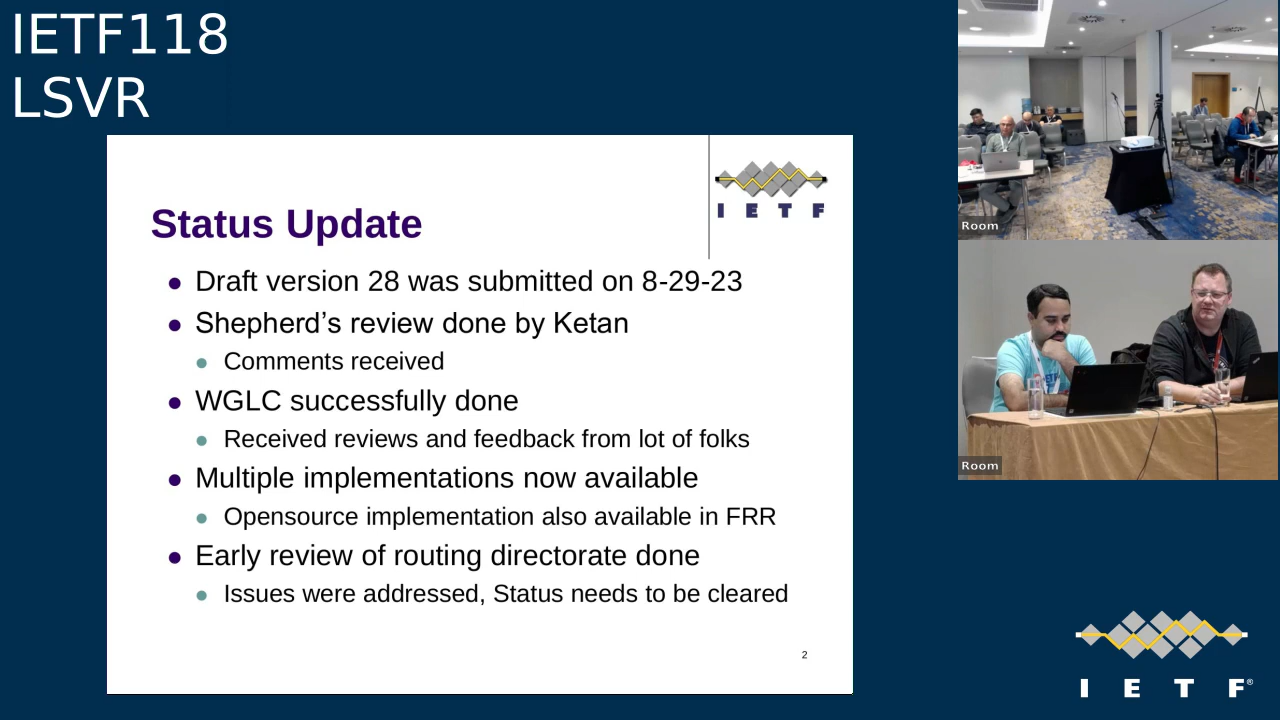 IETF118
LSVR
I E T F
Status Update
Draft version 28 was submitted on 8-29-23
Shepherd’s review done by Ketan
Comments received
WGLC successfully done
Received reviews and feedback from lot of folks
Multiple implementations now available
Opensource implementation also available in FRR
Early review of routing directorate done
Issues were addressed, Status needs to be cleared
2
Room
Room
I E T F®